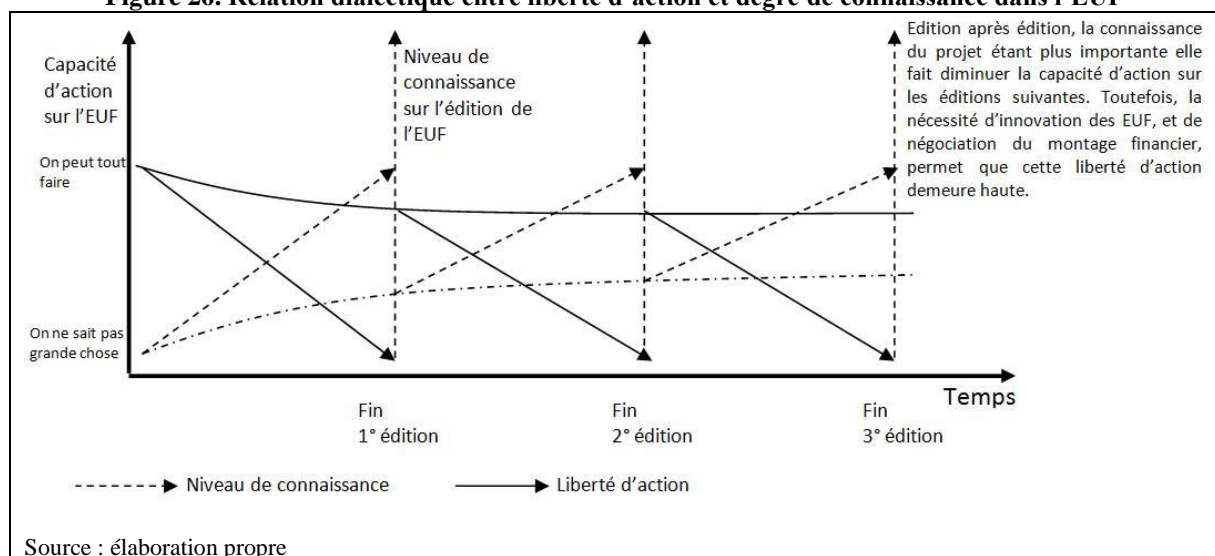 Figure 26. Relation dialectique entre liberté d'action et degré de connaissance dans l'EUF
Capacité
d'action
sur l'EUF
Niveau de
connaissance
sur l'édition de
l'EUF
Edition après édition, la connaissance
du projet étant plus importante elle
fait diminuer la capacité d'action sur
les éditions suivantes. Toutefois, la
nécessité d'innovation des EUF, et de
négociation du montage financier,
permet que cette liberté d'action
demeure haute.
On peut tout
faire
On ne sait pas
grande chose
Temps
Fin
1° édition
Fin
2° édition
Fin
3° édition
Niveau de connaissance
Liberté d'action
Source : élaboration propre